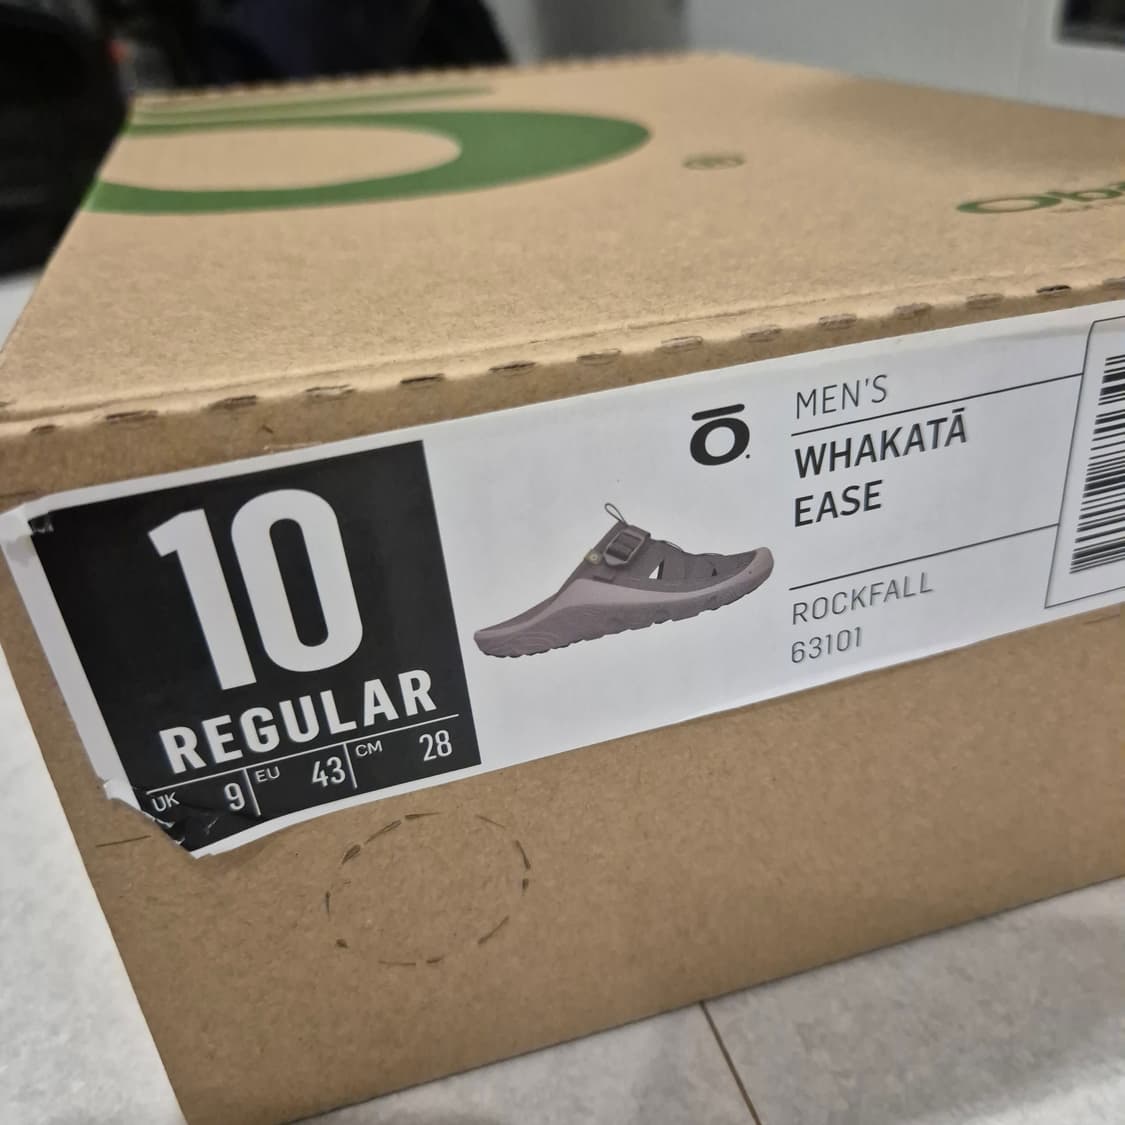 ®
MEN'S
WHAKATĀ
EASE
ROCKFALL
63101
ō.
10
REGULAR
UK 9 EU 43 CM 28